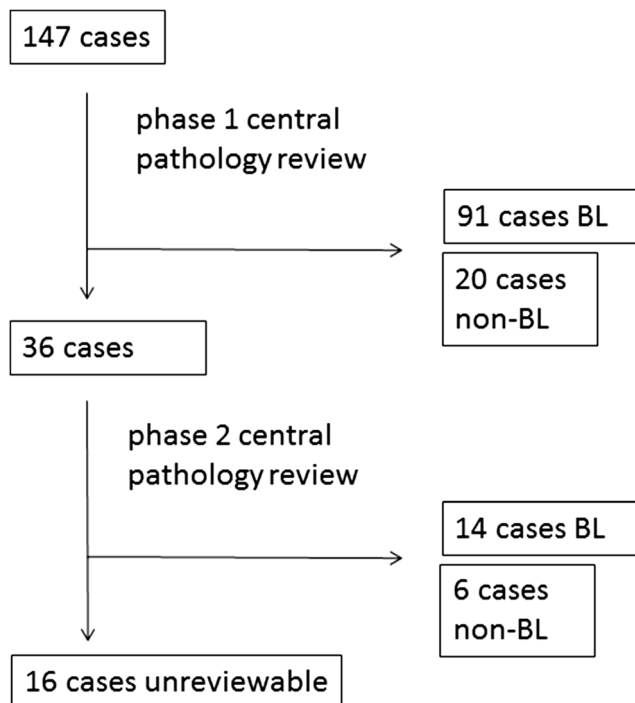 147 cases
phase 1 central
pathology review
91 cases BL
20 cases
non-BL
36 cases
phase 2 central
pathology review
14 cases BL
6 cases
non-BL
16 cases unreviewable